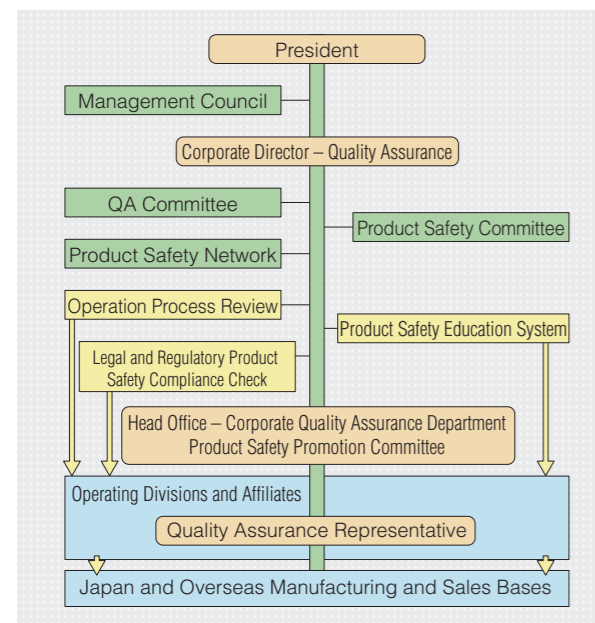 President
Management Council
Corporate Director – Quality Assurance
QA Committee
Product Safety Committee
Product Safety Network
Operation Process Review
Product Safety Education System
Legal and Regulatory Product
Safety Compliance Check
Head Office – Corporate Quality Assurance Department
Product Safety Promotion Committee
Operating Divisions and Affiliates
Quality Assurance Representative
Japan and Overseas Manufacturing and Sales Bases